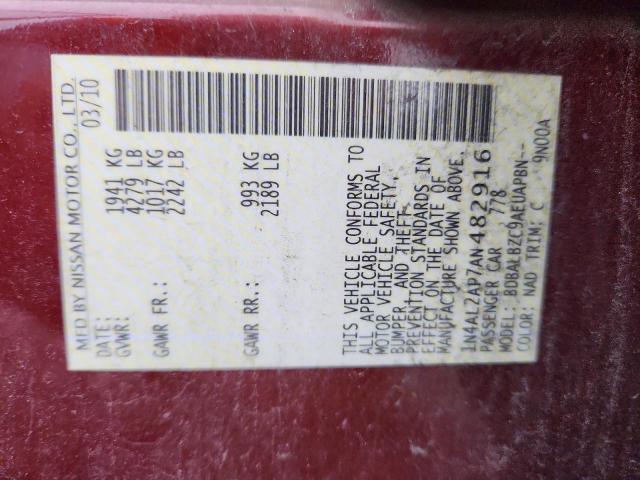 MFD BY NISSAN MOTOR CO., LTD.
DATE: 03/10
GVWR: 1941 KG
4279 LB
GAWR FR.: 1017 KG
2242 LB
GAWR RR.: 993 KG
2189 LB
THIS VEHICLE CONFORMS TO
ALL APPLICABLE FEDERAL
MOTOR VEHICLE SAFETY,
BUMPER, AND THEFT
PREVENTION STANDARDS IN
EFFECT ON THE DATE OF
MANUFACTURE SHOWN ABOVE.
1N4AL2AP7AN482916
PASSENGER CAR 778
MODEL: BDBALBZC9AEUAPBN--
COLOR: NAD TRIM: C 9N00A